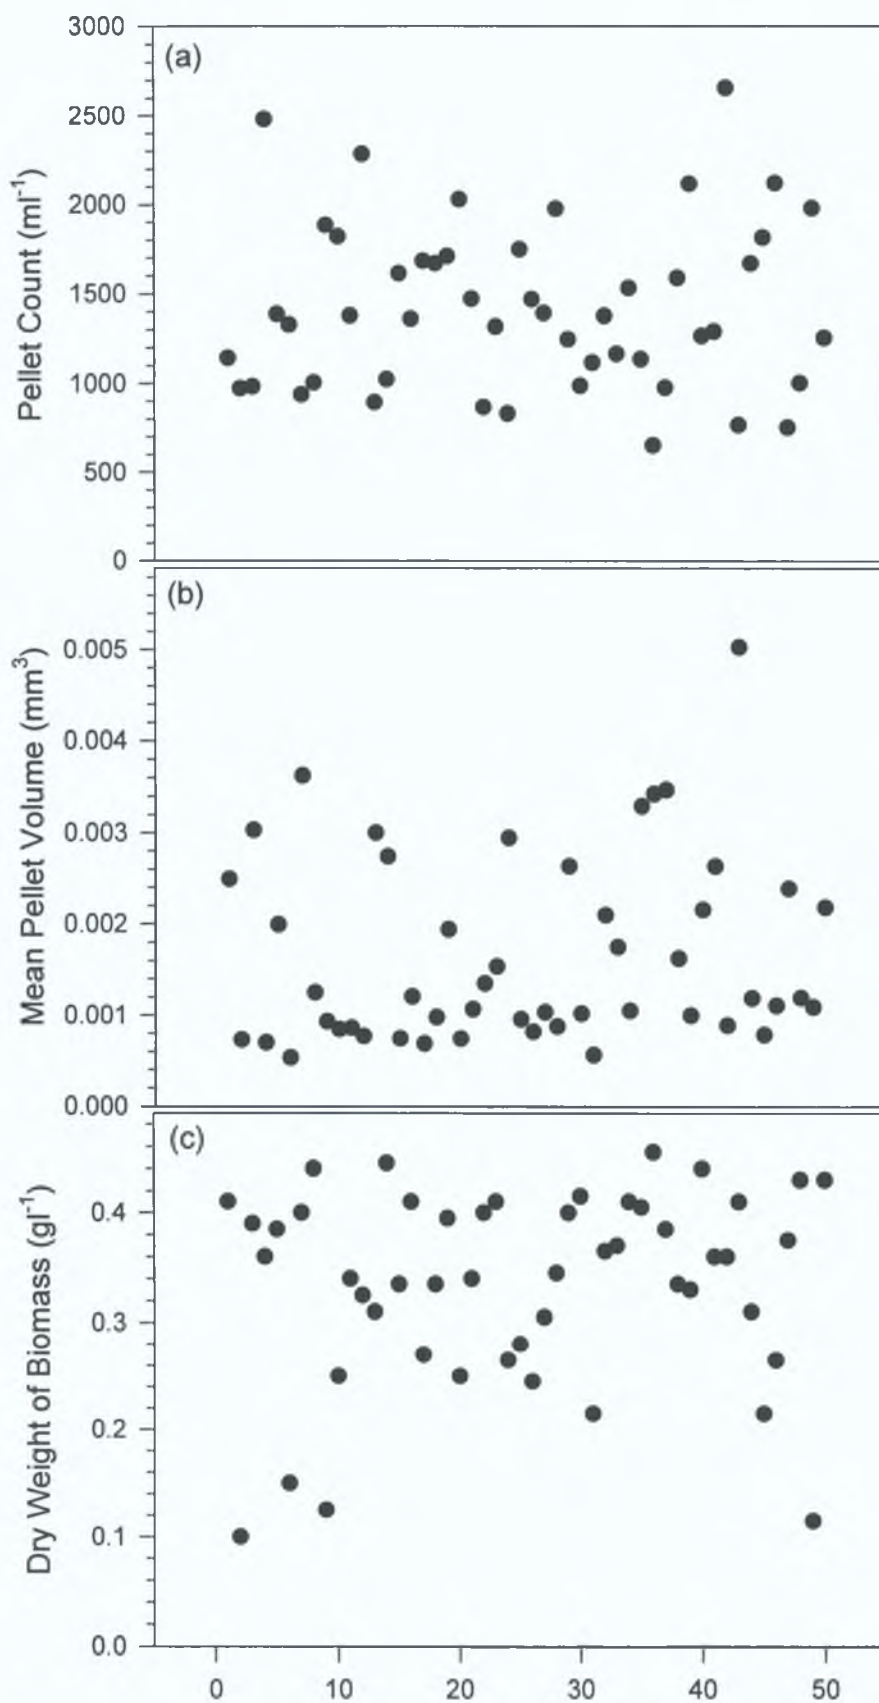 (a)
Pellet Count (ml⁻¹)
3000
2500
2000
1500
1000
500
0
(b)
Mean Pellet Volume (mm³)
0.005
0.004
0.003
0.002
0.001
0.000
(c)
Dry Weight of Biomass (gl⁻¹)
0.4
0.3
0.2
0.1
0.0
0 10 20 30 40 50